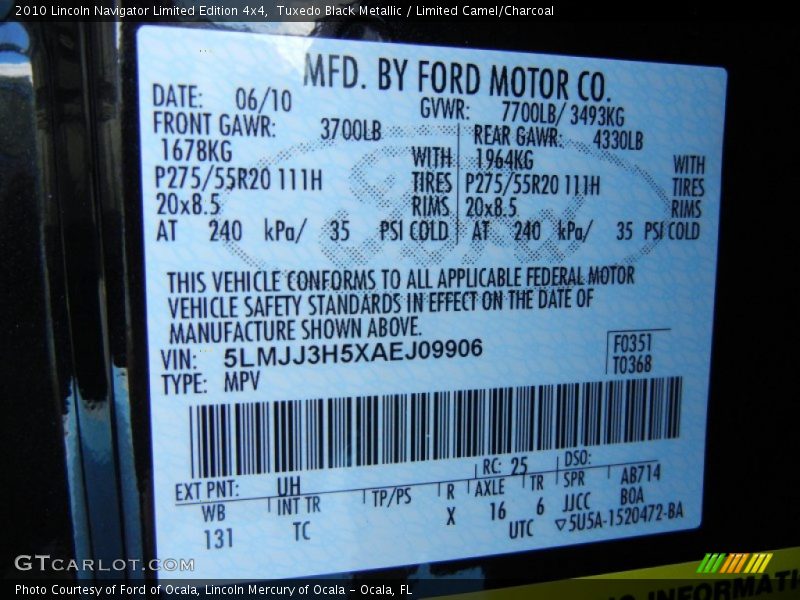 2010 Lincoln Navigator Limited Edition 4x4, Tuxedo Black Metallic / Limited Camel/Charcoal
MFD. BY FORD MOTOR CO.
DATE: 06/10 GVWR: 7700LB/ 3493KG
FRONT GAWR: 3700LB REAR GAWR: 4330LB
1678KG WITH 1964KG WITH
P275/55R20 111H TIRES P275/55R20 111H TIRES
20x8.5 RIMS 20x8.5 RIMS
AT 240 kPa/ 35 PSI COLD AT 240 kPa/ 35 PSI COLD
THIS VEHICLE CONFORMS TO ALL APPLICABLE FEDERAL MOTOR
VEHICLE SAFETY STANDARDS IN EFFECT ON THE DATE OF
MANUFACTURE SHOWN ABOVE.
VIN: 5LMJJ3H5XAEJ09906 F0351
TYPE: MPV T0368
EXT PNT: UH RC: 25 DSO:
WB INT TR TP/PS R AXLE TR SPR AB714
131 TC X 16 6 JJCC BOA
UTC ▽5U5A-1520472-BA
GTCARLOT.COM
Photo Courtesy of Ford of Ocala, Lincoln Mercury of Ocala - Ocala, FL